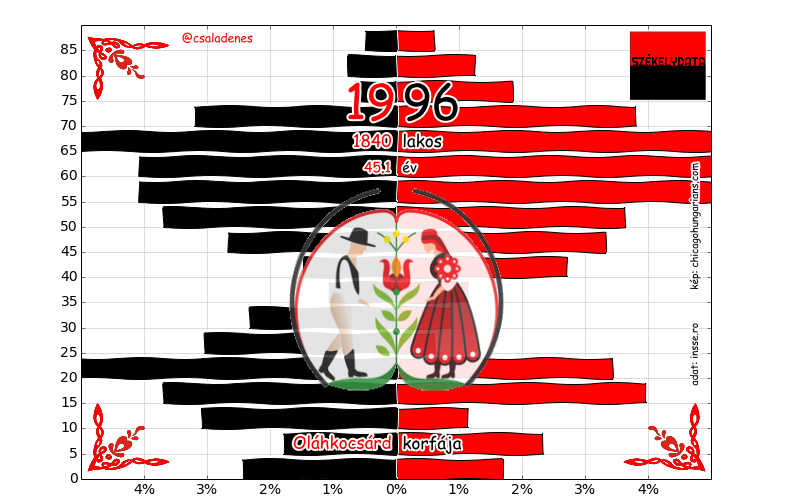 @csaladenes
SZÉKELYDATA
1996
1840 lakos
45.1 év
kép: chicagohungarians.com
adat: insse.ro
Oláhkocsárd korfája
85
80
75
70
65
60
55
50
45
40
35
30
25
20
15
10
5
0
4% 3% 2% 1% 0% 1% 2% 3% 4%